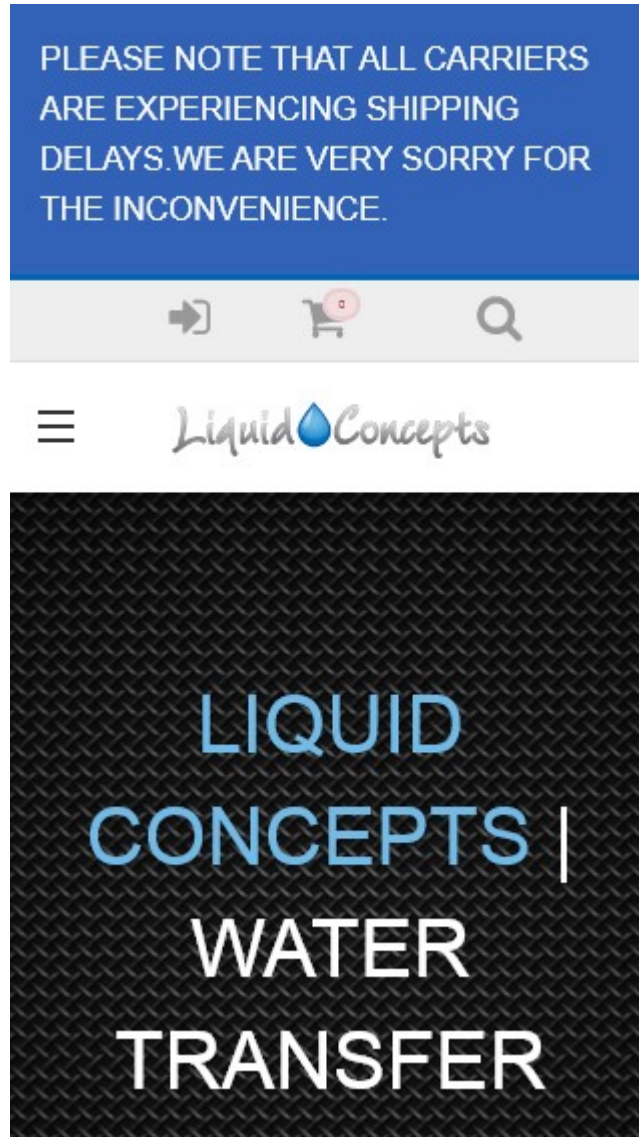 PLEASE NOTE THAT ALL CARRIERS
ARE EXPERIENCING SHIPPING
DELAYS.WE ARE VERY SORRY FOR
THE INCONVENIENCE.
0
Liquid Concepts
LIQUID
CONCEPTS |
WATER
TRANSFER